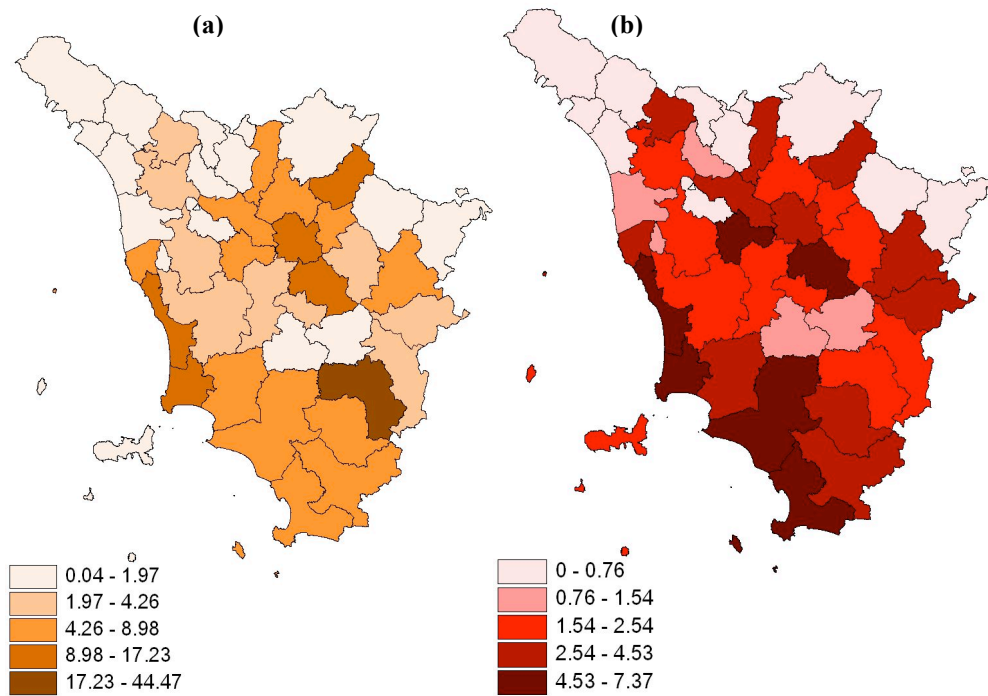 (a)
(b)
0.04 - 1.97
1.97 - 4.26
4.26 - 8.98
8.98 - 17.23
17.23 - 44.47
0 - 0.76
0.76 - 1.54
1.54 - 2.54
2.54 - 4.53
4.53 - 7.37